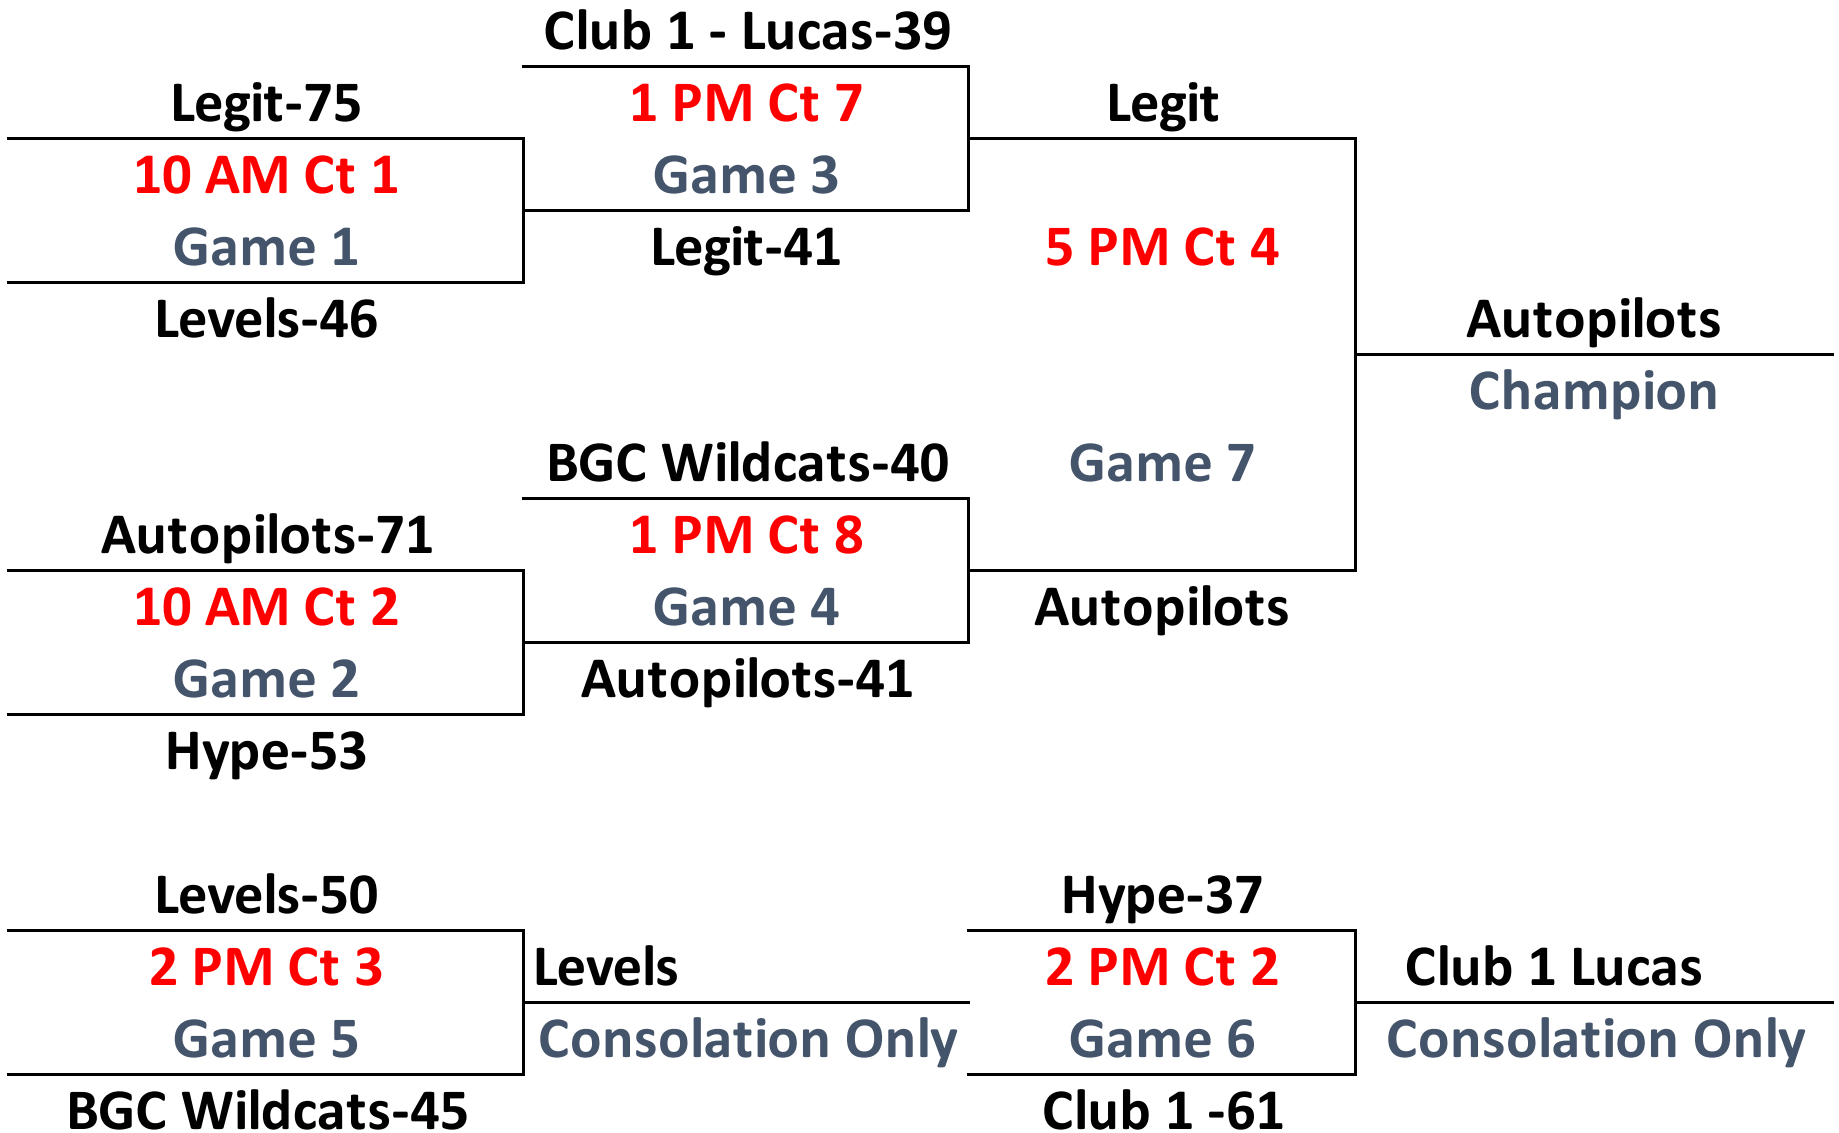 Club 1 - Lucas-39
Legit-75
1 PM Ct 7
Legit
10 AM Ct 1
Game 3
Game 1
Legit-41
5 PM Ct 4
Levels-46
Autopilots
Champion
BGC Wildcats-40
Game 7
Autopilots-71
1 PM Ct 8
10 AM Ct 2
Game 4
Autopilots
Game 2
Autopilots-41
Hype-53
Levels-50
Hype-37
2 PM Ct 3
Levels
2 PM Ct 2
Club 1 Lucas
Game 5
Consolation Only
Game 6
Consolation Only
BGC Wildcats-45
Club 1 -61